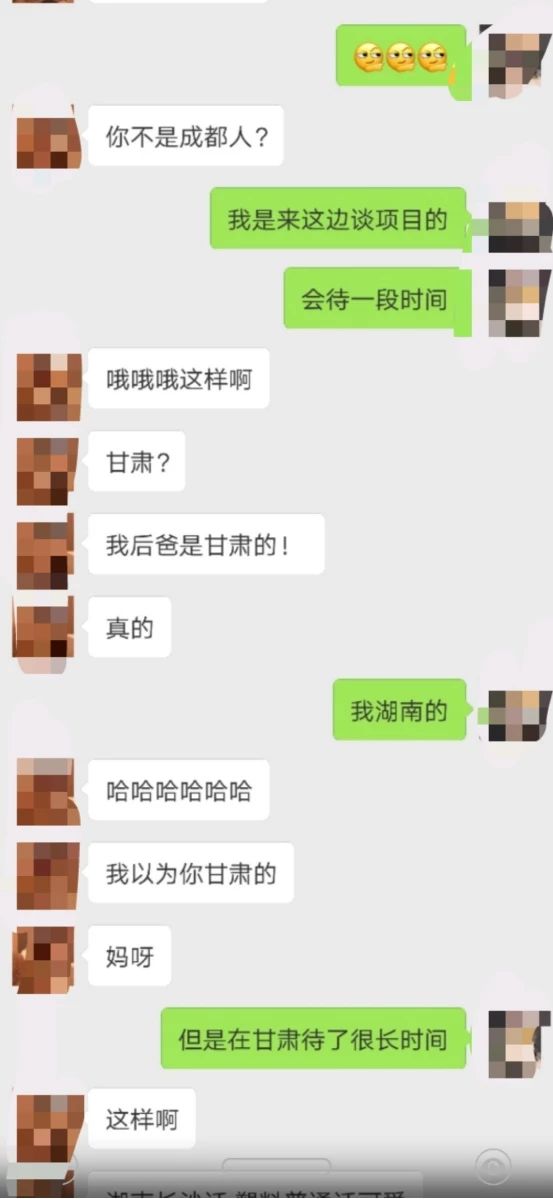 你不是成都人?
我是来这边谈项目的
会待一段时间
哦哦哦这样啊
甘肃?
我后爸是甘肃的!
真的
我湖南的
哈哈哈哈哈哈
我以为你甘肃的
妈呀
但是在甘肃待了很长时间
这样啊